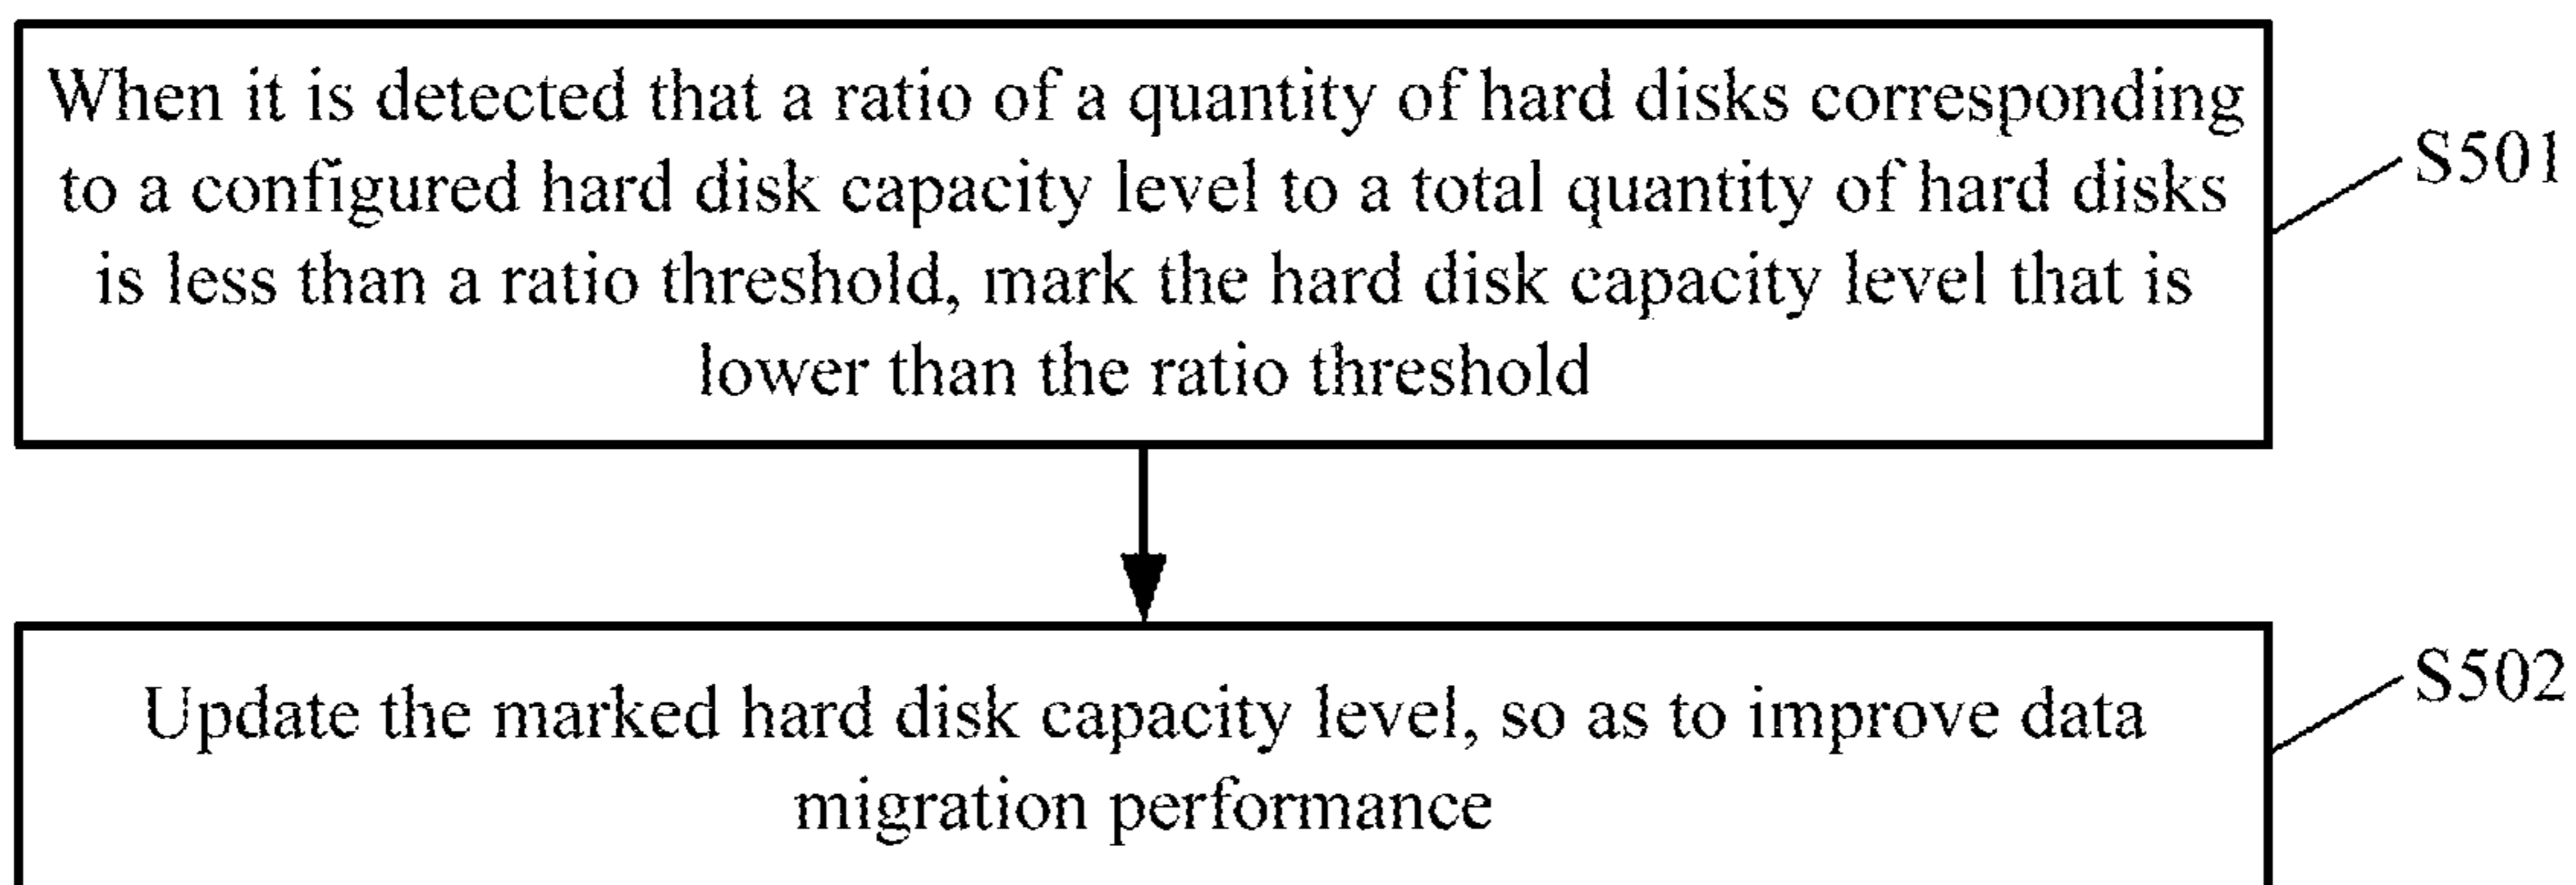 When it is detected that a ratio of a quantity of hard disks corresponding
to a configured hard disk capacity level to a total quantity of hard disks
is less than a ratio threshold, mark the hard disk capacity level that is
lower than the ratio threshold
S501
Update the marked hard disk capacity level, so as to improve data
migration performance
S502